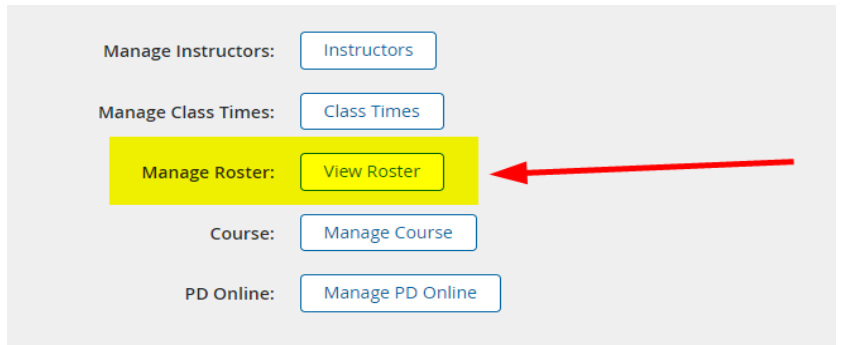 Manage Instructors: Instructors
Manage Class Times: Class Times
Manage Roster: View Roster
Course: Manage Course
PD Online: Manage PD Online